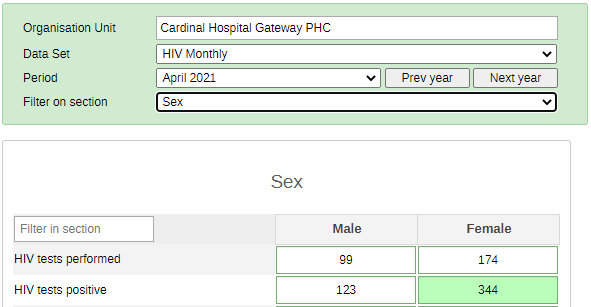 Organisation Unit Cardinal Hospital Gateway PHC
Data Set HIV Monthly
Period April 2021 Prev year Next year
Filter on section Sex
Sex
Filter in section Male Female
HIV tests performed 99 174
HIV tests positive 123 344